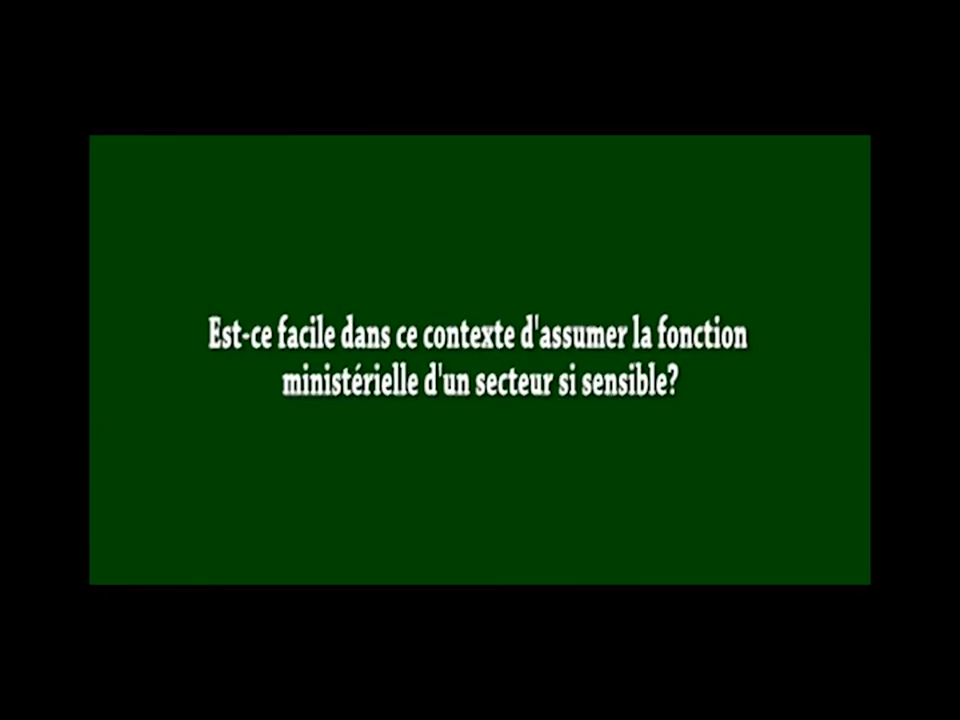 Est-ce facile dans ce contexte d'assumer la fonction
ministérielle d'un secteur si sensible?